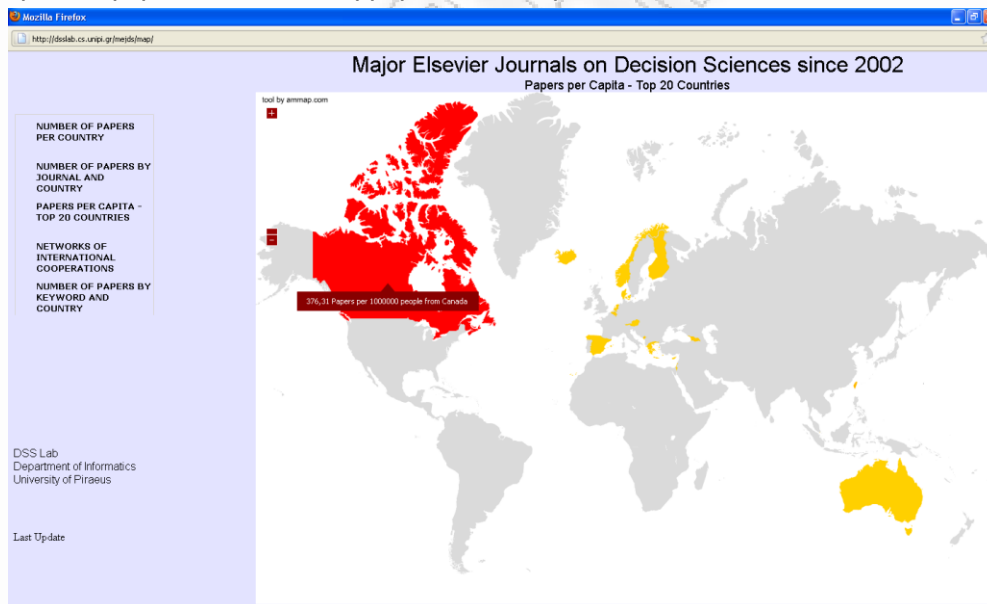 Mozilla Firefox
http://dsslab.cs.unipi.gr/mejds/map/
Major Elsevier Journals on Decision Sciences since 2002
Papers per Capita - Top 20 Countries
tool by ammap.com
NUMBER OF PAPERS
PER COUNTRY
NUMBER OF PAPERS BY
JOURNAL AND
COUNTRY
PAPERS PER CAPITA -
TOP 20 COUNTRIES
NETWORKS OF
INTERNATIONAL
COOPERATIONS
NUMBER OF PAPERS BY
KEYWORD AND
COUNTRY
376,31 Papers per 1000000 people from Canada
DSS Lab
Department of Informatics
University of Piraeus
Last Update